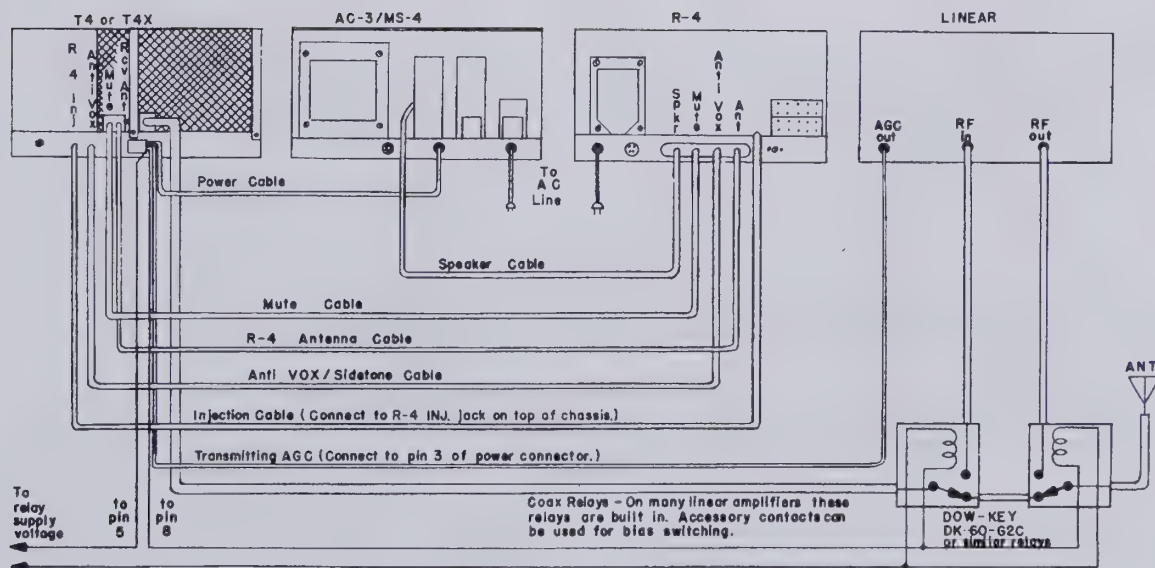 T4 or T4X
AC-3/MS-4
R-4
LINEAR
R 4 Inj
Anti Vox
Mute
Rcv Ant
Spkr
Mute
Anti Vox
Ant
AGC out
RF in
RF out
Power Cable
To
AC
Line
Speaker Cable
Mute Cable
R-4 Antenna Cable
Anti VOX/Sidetone Cable
ANT
Injection Cable (Connect to R-4 INJ. jack on top of chassis.)
Transmitting AGC (Connect to pin 3 of power connector.)
To
relay
supply
voltage
to
pin
5
to
pin
8
Coax Relays - On many linear amplifiers these
relays are built in. Accessory contacts can
be used for bias switching.
DOW-KEY
DK-60-G2C
or similar relays